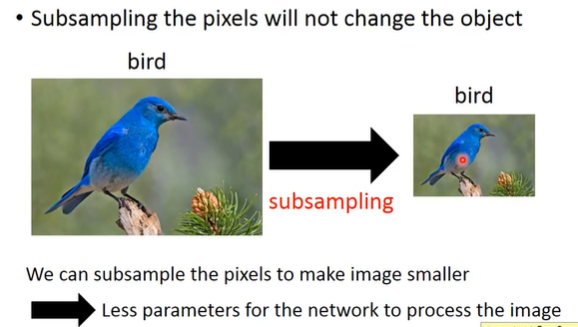 • Subsampling the pixels will not change the object
bird
bird
subsampling
We can subsample the pixels to make image smaller
Less parameters for the network to process the image